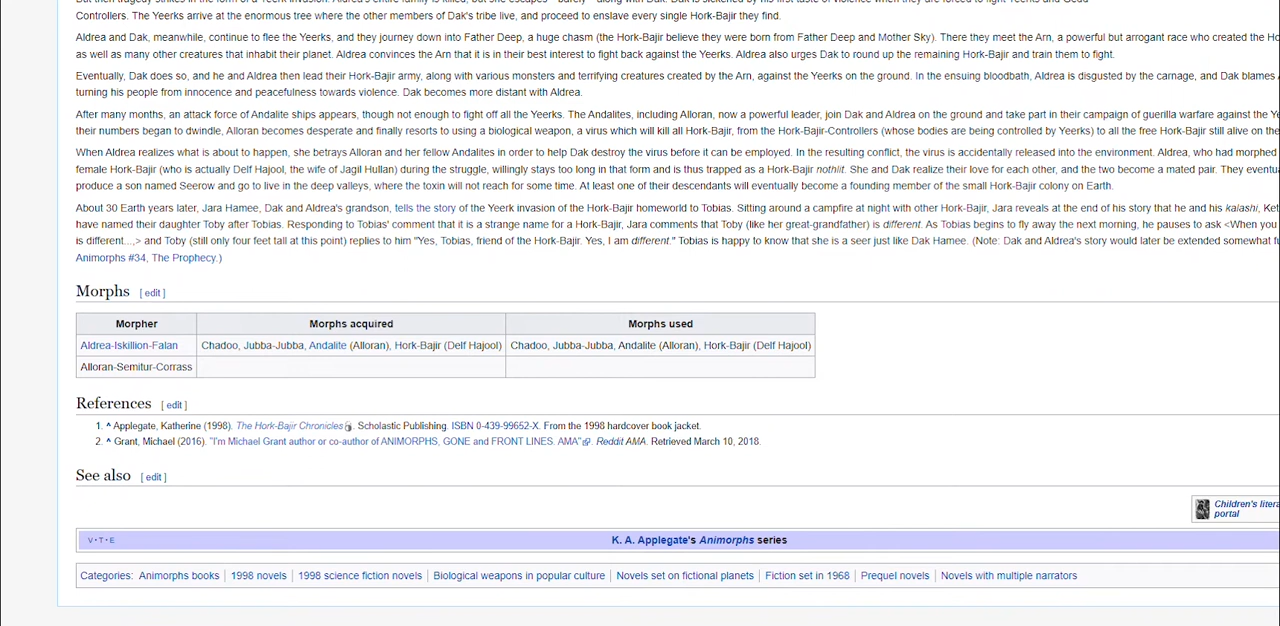 Controllers. The Yeerks arrive at the enormous tree where the other members of Dak's tribe live, and proceed to enslave every single Hork-Bajir they find.
Aldrea and Dak, meanwhile, continue to flee the Yeerks, and they journey down into Father Deep, a huge chasm (the Hork-Bajir believe they were born from Father Deep and Mother Sky). There they meet the Arn, a powerful but arrogant race who created the
as well as many other creatures that inhabit their planet. Aldrea convinces the Arn that it is in their best interest to fight back against the Yeerks. Aldrea also urges Dak to round up the remaining Hork-Bajir and train them to fight.
Eventually, Dak does so, and he and Aldrea then lead their Hork-Bajir army, along with various monsters and terrifying creatures created by the Arn, against the Yeerks on the ground. In the ensuing bloodbath, Aldrea is disgusted by the carnage, and Dak blames
turning his people from innocence and peacefulness towards violence. Dak becomes more distant with Aldrea.
After many months, an attack force of Andalite ships appears, though not enough to fight off all the Yeerks. The Andalites, including Alloran, now a powerful leader, join Dak and Aldrea on the ground and take part in their campaign of guerilla warfare against the
their numbers began to dwindle, Alloran becomes desperate and finally resorts to using a biological weapon, a virus which will kill all Hork-Bajir, from the Hork-Bajir-Controllers (whose bodies are being controlled by Yeerks) to all the free Hork-Bajir still alive on the
When Aldrea realizes what is about to happen, she betrays Alloran and her fellow Andalites in order to help Dak destroy the virus before it can be employed. In the resulting conflict, the virus is accidentally released into the environment. Aldrea, who had morphed
female Hork-Bajir (who is actually Delf Hajool, the wife of Jagil Hullan) during the struggle, willingly stays too long in that form and is thus trapped as a Hork-Bajir nothlit. She and Dak realize their love for each other, and the two become a mated pair. They
produce a son named Seerow and go to live in the deep valleys, where the toxin will not reach for some time. At least one of their descendants will eventually become a founding member of the small Hork-Bajir colony on Earth.
About 30 Earth years later, Jara Hamee, Dak and Aldrea's grandson, tells the story of the Yeerk invasion of the Hork-Bajir homeworld to Tobias. Sitting around a campfire at night with other Hork-Bajir, Jara reveals at the end of his story that he and his kalashi, Ket
have named their daughter Toby after Tobias. Responding to Tobias' comment that it is a strange name for a Hork-Bajir, Jara comments that Toby (like her great-grandfather) is different. As Tobias begins to fly away the next morning, he pauses to ask <When you
is different...,> and Toby (still only four feet tall at this point) replies to him "Yes, Tobias, friend of the Hork-Bajir. Yes, I am different." Tobias is happy to know that she is a seer just like Dak Hamee. (Note: Dak and Aldrea's story would later be extended somewhat
Animorphs #34, The Prophecy.)
Morphs [ edit ]
Morpher Morphs acquired Morphs used
Aldrea-Iskillion-Falan Chadoo, Jubba-Jubba, Andalite (Alloran), Hork-Bajir (Delf Hajool) Chadoo, Jubba-Jubba, Andalite (Alloran), Hork-Bajir (Delf Hajool)
Alloran-Semitur-Corrass
References [ edit ]
1. ^ Applegate, Katherine (1998). The Hork-Bajir Chronicles. Scholastic Publishing. ISBN 0-439-99652-X. From the 1998 hardcover book jacket.
2. ^ Grant, Michael (2016). "I'm Michael Grant author or co-author of ANIMORPHS, GONE and FRONT LINES. AMA". Reddit AMA. Retrieved March 10, 2018.
See also [ edit ]
Children's
portal
V·T·E K. A. Applegate's Animorphs series
Categories: Animorphs books | 1998 novels | 1998 science fiction novels | Biological weapons in popular culture | Novels set on fictional planets | Fiction set in 1968 | Prequel novels | Novels with multiple narrators